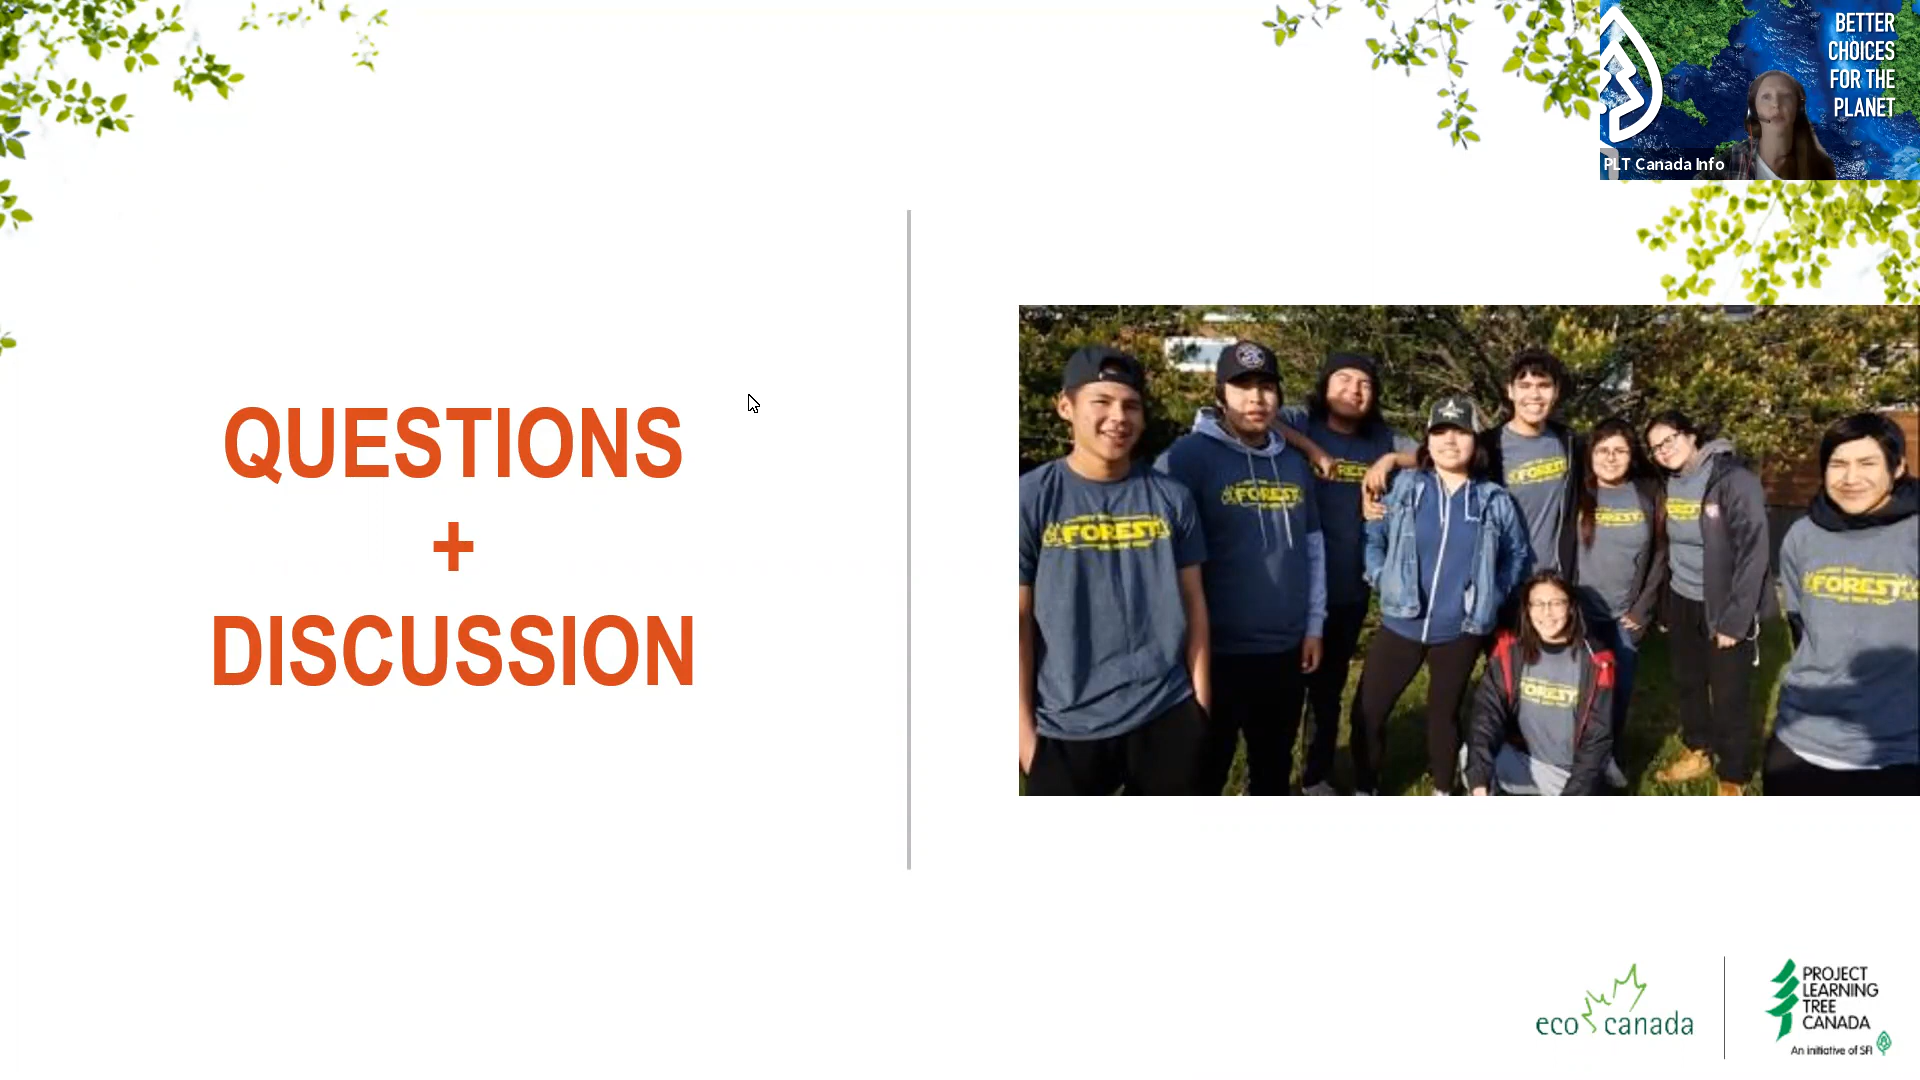 BETTER
CHOICES
FOR THE
PLANET
PLT Canada Info
QUESTIONS
+
DISCUSSION
FOREST
FOREST
FOREST
FOREST
FOREST
FOREST
FOREST
eco canada
PROJECT
LEARNING
TREE
CANADA
An initiative of SFI